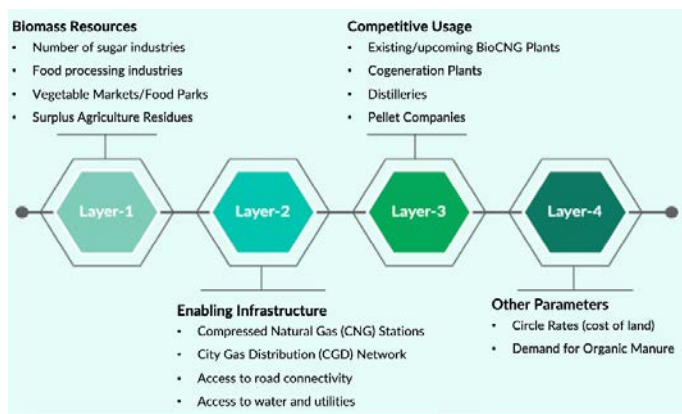 Biomass Resources
• Number of sugar industries
• Food processing industries
• Vegetable Markets/Food Parks
• Surplus Agriculture Residues
Competitive Usage
• Existing/upcoming BioCNG Plants
• Cogeneration Plants
• Distilleries
• Pellet Companies
Layer-1
Layer-2
Layer-3
Layer-4
Enabling Infrastructure
• Compressed Natural Gas (CNG) Stations
• City Gas Distribution (CGD) Network
• Access to road connectivity
• Access to water and utilities
Other Parameters
• Circle Rates (cost of land)
• Demand for Organic Manure